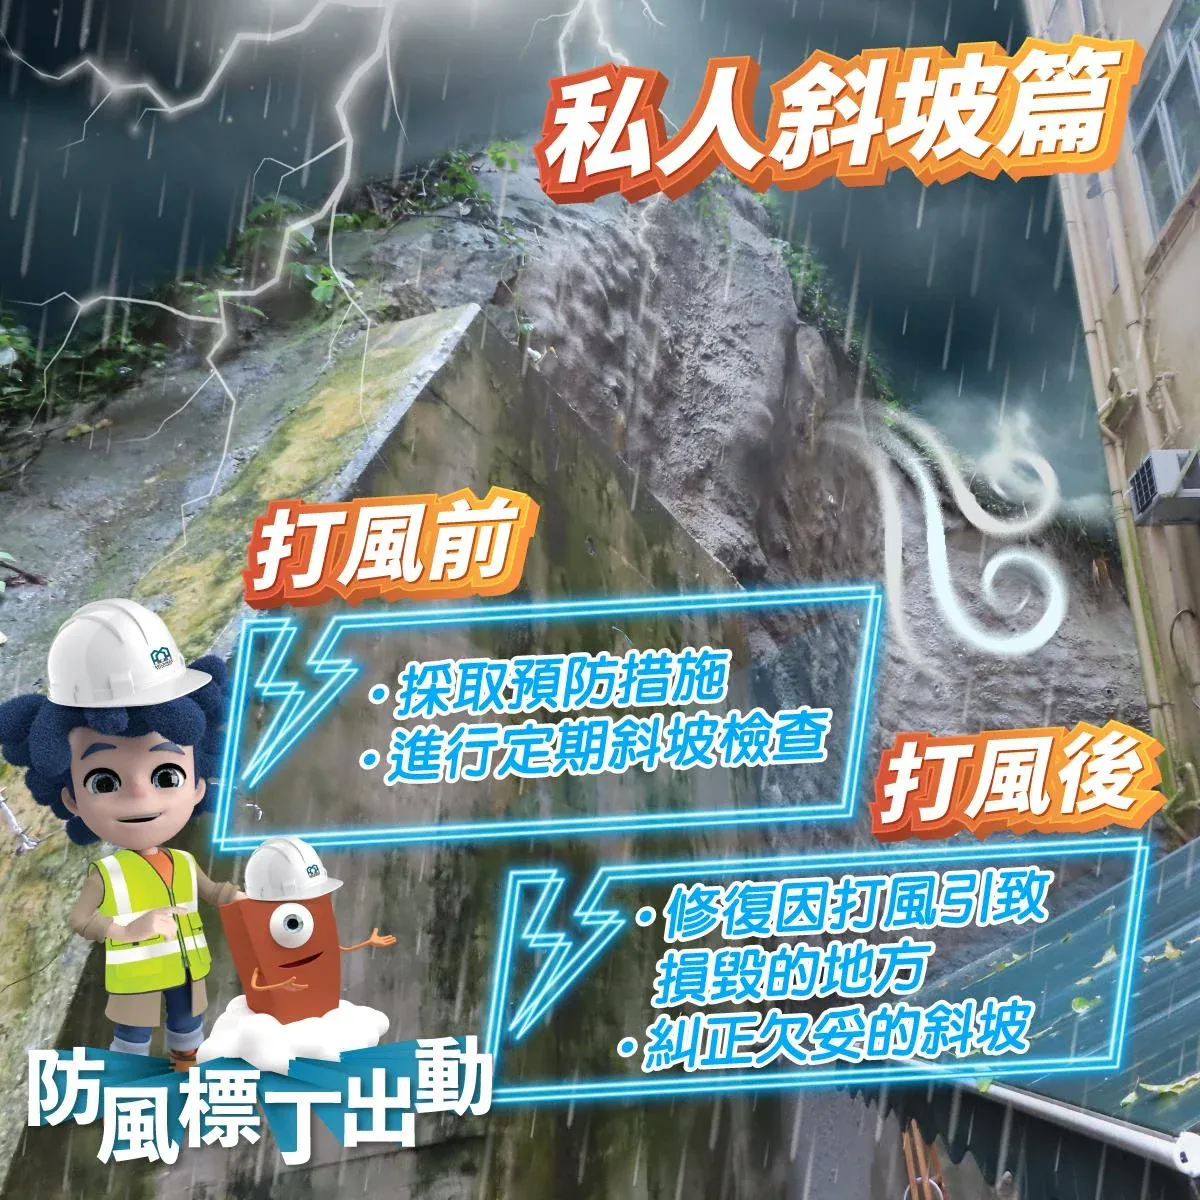 私人斜坡篇
打風前
• 採取預防措施
• 進行定期斜坡檢查
打風後
• 修復因打風引致
損毀的地方
• 糾正欠妥的斜坡
防風標丁出動